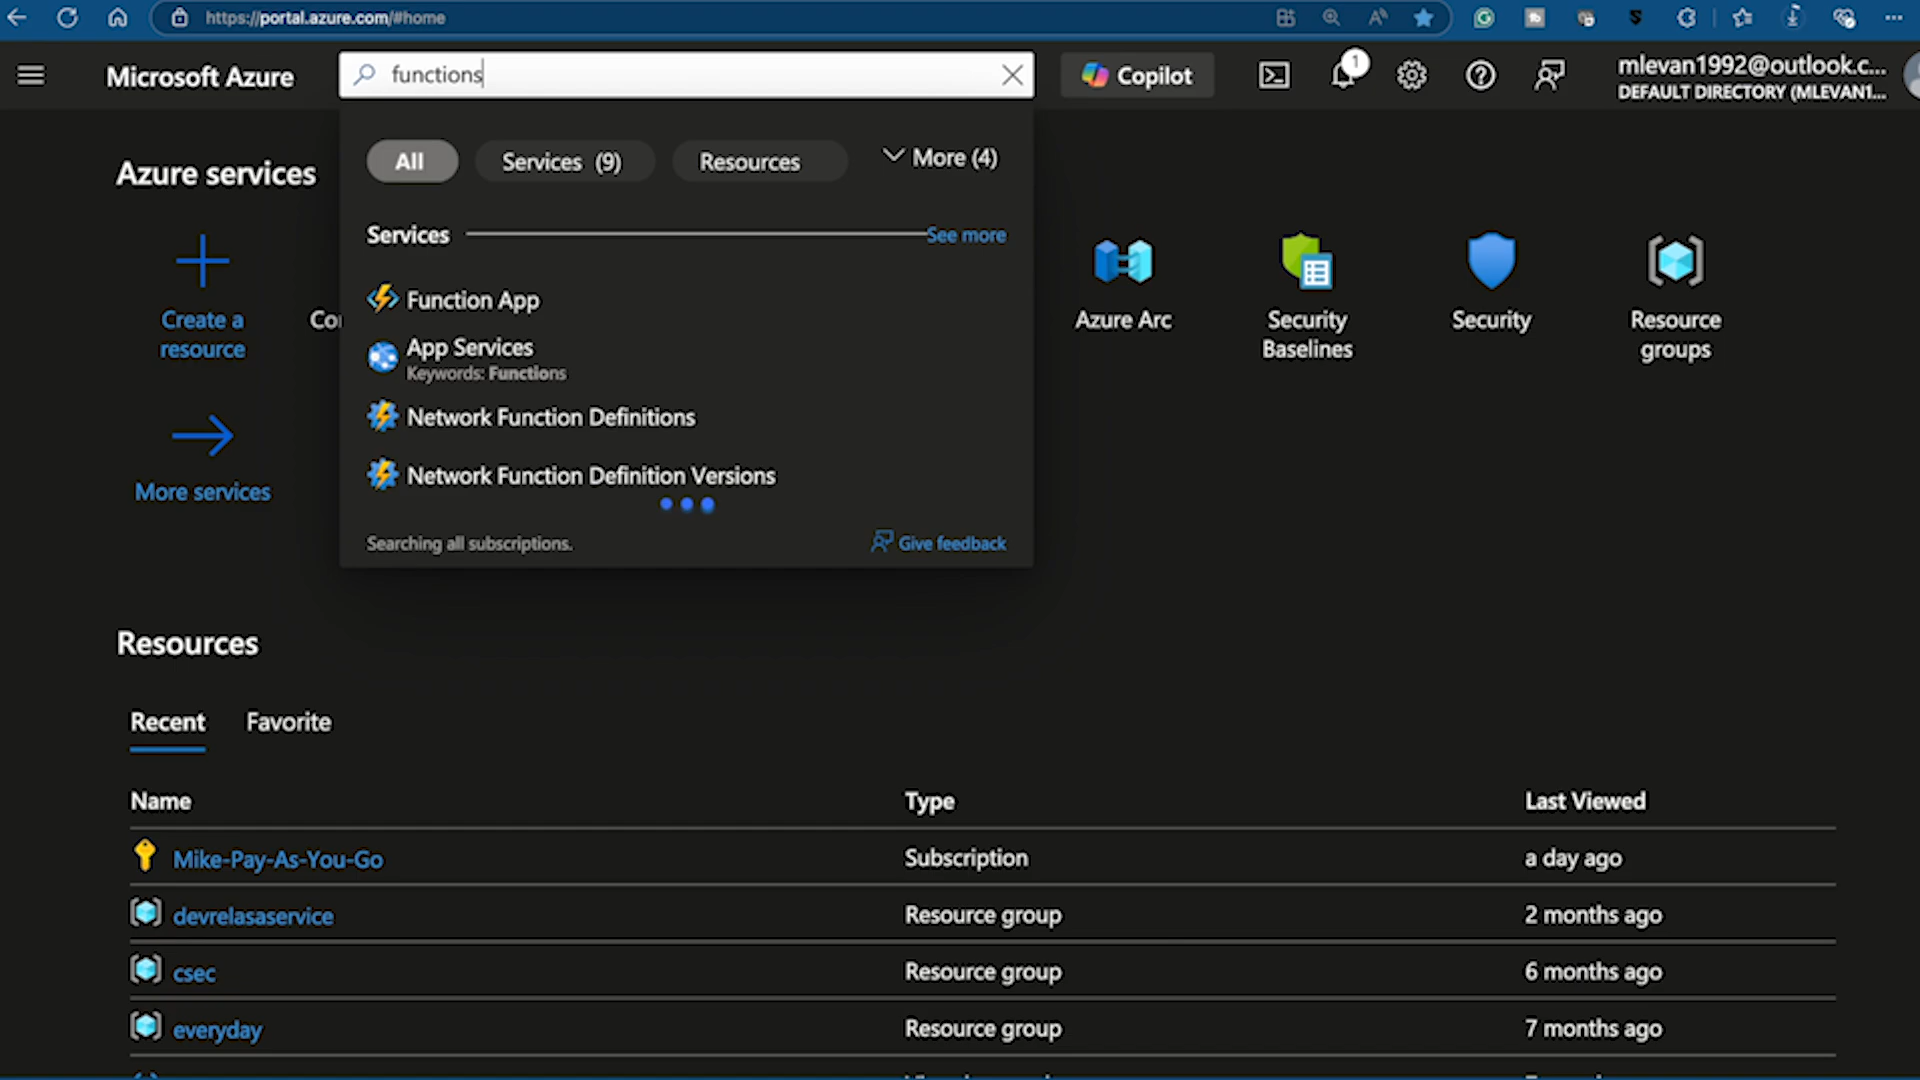 https://portal.azure.com/#home
Microsoft Azure
functions
Copilot
1
mlevan1992@outlook.c...
DEFAULT DIRECTORY (MLEVAN1...
All
Services (9)
Resources
More (4)
Azure services
Services
See more
Create a
resource
Function App
App Services
Keywords: Functions
Network Function Definitions
Network Function Definition Versions
Searching all subscriptions.
Give feedback
Azure Arc
Security
Baselines
Security
Resource
groups
More services
Resources
Recent
Favorite
Name
Type
Last Viewed
Mike-Pay-As-You-Go
Subscription
a day ago
devrelasaservice
Resource group
2 months ago
csec
Resource group
6 months ago
everyday
Resource group
7 months ago